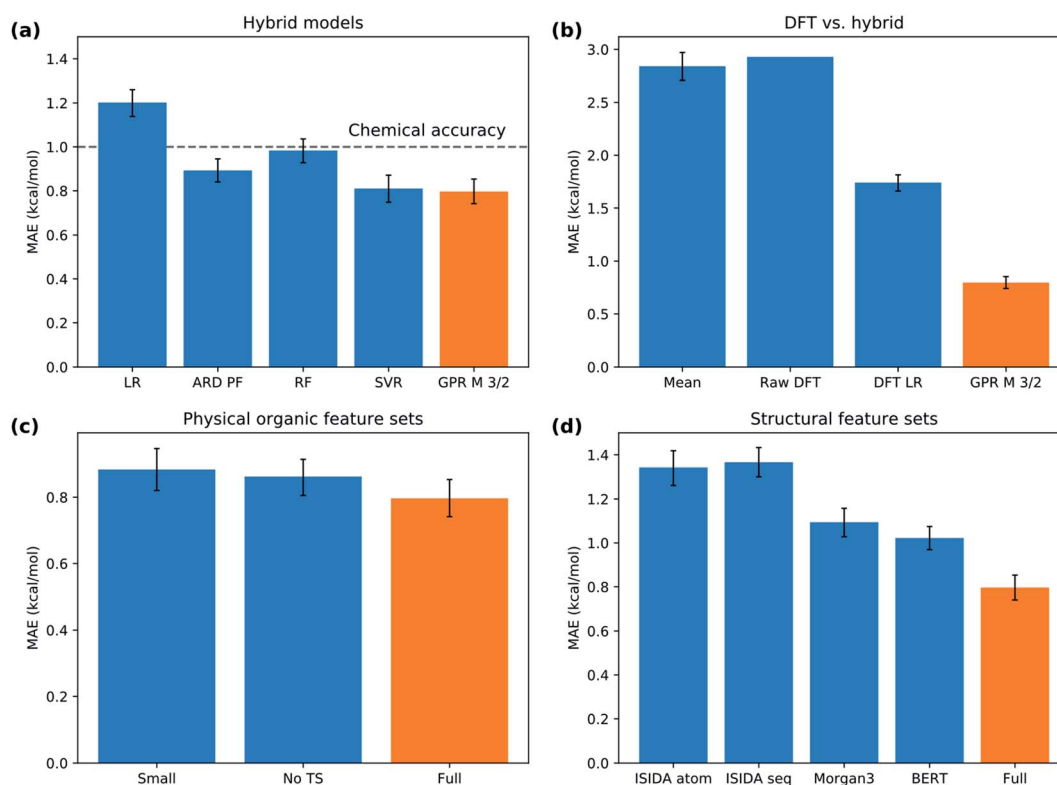 (a)
Hybrid models
MAE (kcal/mol)
1.4
1.2
1.0
0.8
0.6
0.4
0.2
0.0
Chemical accuracy
LR ARD PF RF SVR GPR M 3/2
(b)
DFT vs. hybrid
MAE (kcal/mol)
3.0
2.5
2.0
1.5
1.0
0.5
0.0
Mean Raw DFT DFT LR GPR M 3/2
(c)
Physical organic feature sets
MAE (kcal/mol)
0.8
0.6
0.4
0.2
0.0
Small No TS Full
(d)
Structural feature sets
MAE (kcal/mol)
1.4
1.2
1.0
0.8
0.6
0.4
0.2
0.0
ISIDA atom ISIDA seq Morgan3 BERT Full